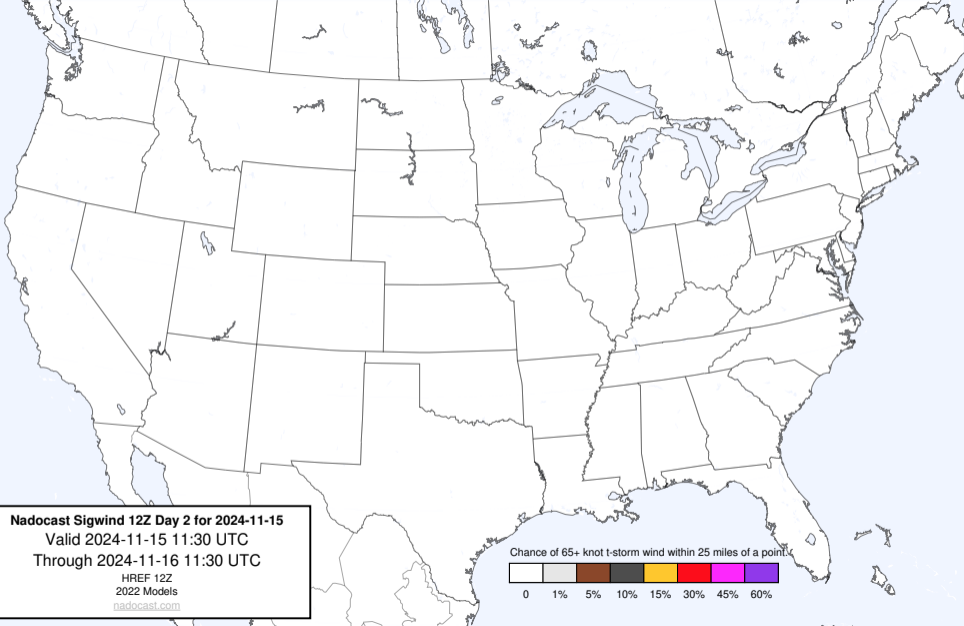 Nadocast Sigwind 12Z Day 2 for 2024-11-15
Valid 2024-11-15 11:30 UTC
Through 2024-11-16 11:30 UTC
HREF 12Z
2022 Models
nadocast.com
Chance of 65+ knot t-storm wind within 25 miles of a point.
0 1% 5% 10% 15% 30% 45% 60%